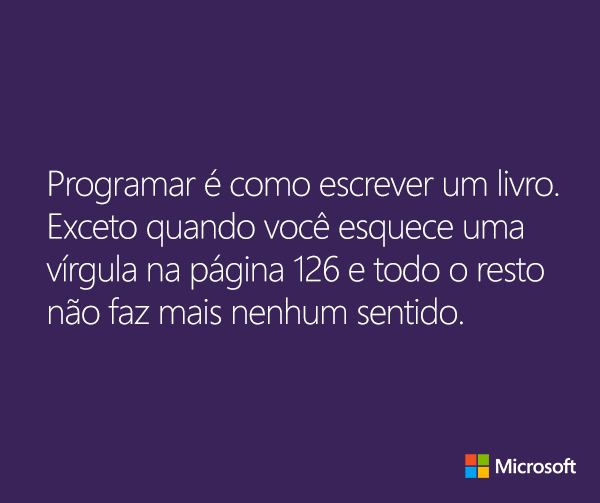 Programar é como escrever um livro.
Exceto quando você esquece uma
vírgula na página 126 e todo o resto
não faz mais nenhum sentido.
Microsoft